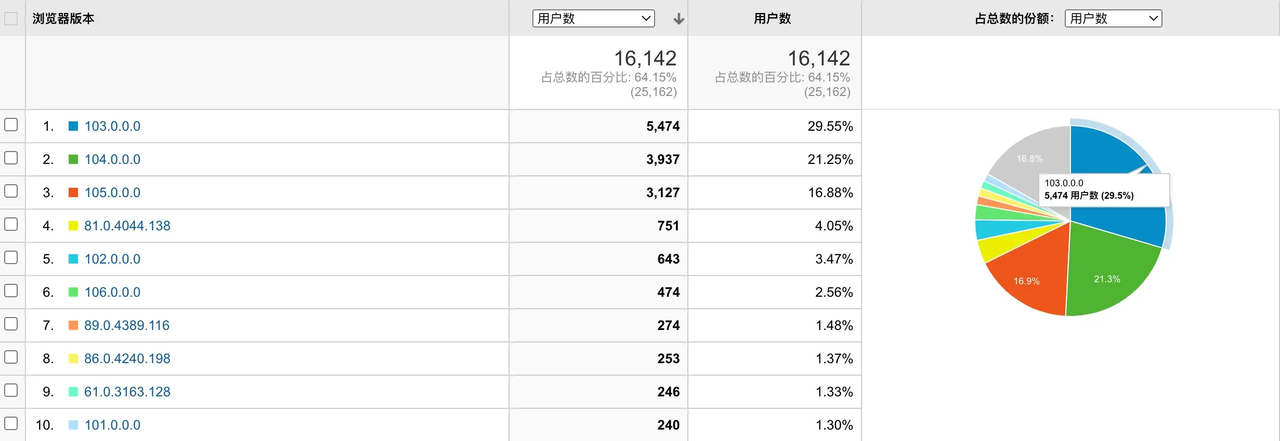 浏览器版本 用户数 用户数 占总数的份额: 用户数
16,142 16,142
占总数的百分比: 64.15% 占总数的百分比: 64.15%
(25,162) (25,162)
1. 103.0.0.0 5,474 29.55%
2. 104.0.0.0 3,937 21.25%
3. 105.0.0.0 3,127 16.88%
4. 81.0.4044.138 751 4.05%
5. 102.0.0.0 643 3.47%
6. 106.0.0.0 474 2.56%
7. 89.0.4389.116 274 1.48%
8. 86.0.4240.198 253 1.37%
9. 61.0.3163.128 246 1.33%
10. 101.0.0.0 240 1.30%
16.8%
103.0.0.0
5,474 用户数 (29.5%)
16.9% 21.3%